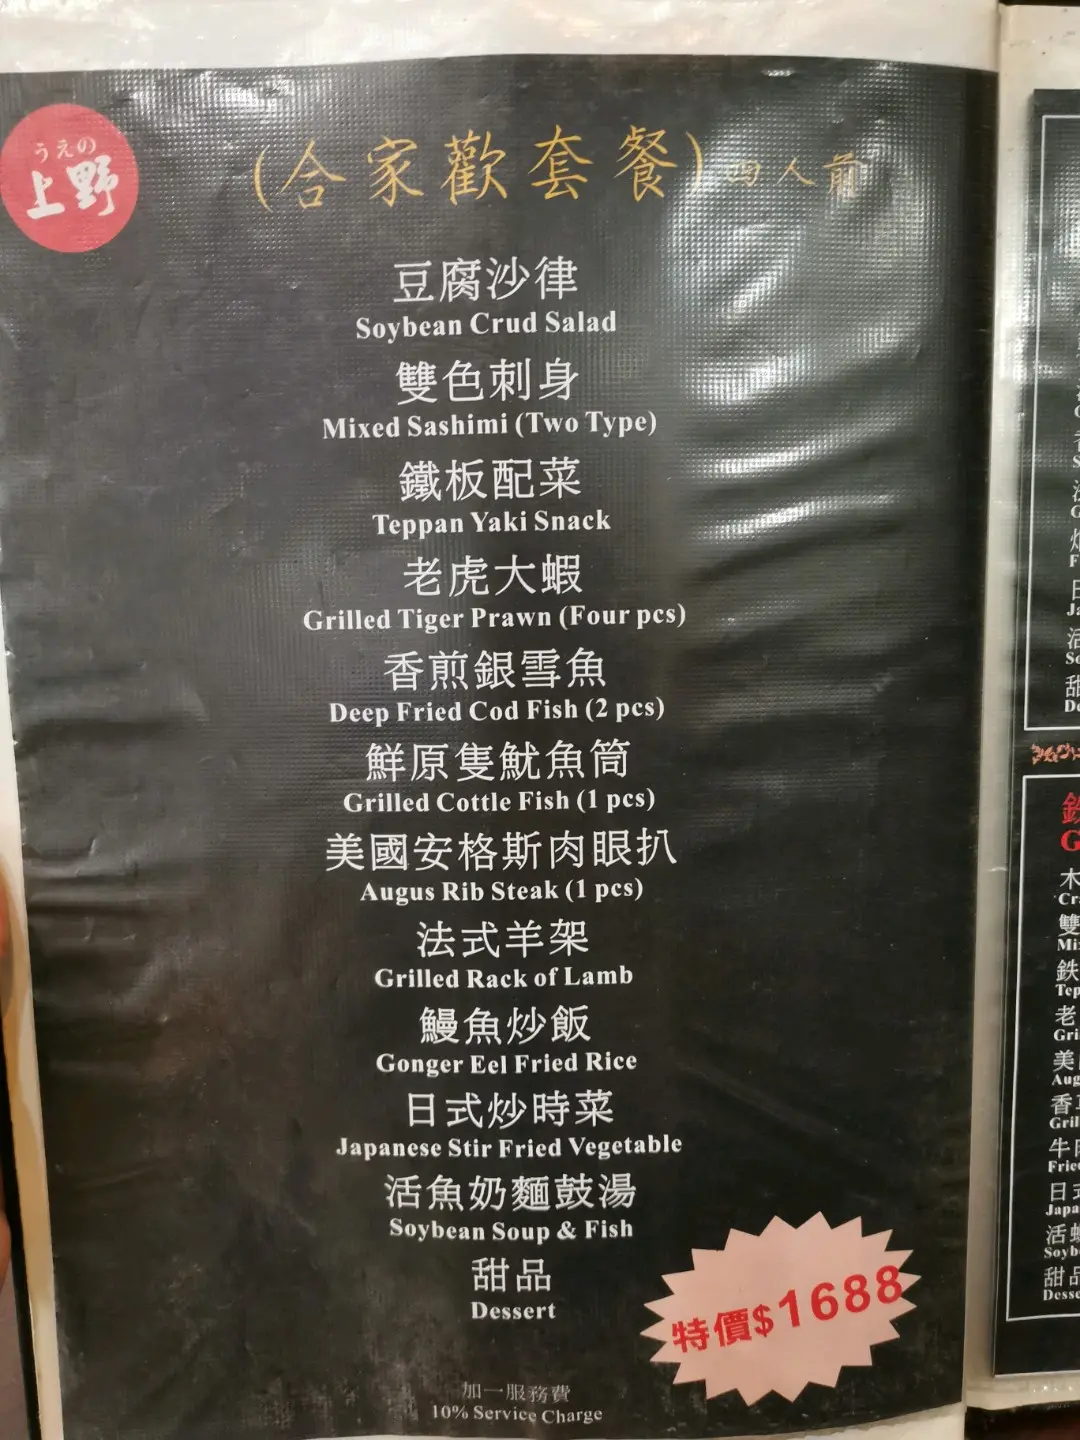 うえの
上野
(合家歡套餐)四人前
豆腐沙律
Soybean Crud Salad
雙色刺身
Mixed Sashimi (Two Type)
鐵板配菜
Teppan Yaki Snack
老虎大蝦
Grilled Tiger Prawn (Four pcs)
香煎銀雪魚
Deep Fried Cod Fish (2 pcs)
鮮原隻魷魚筒
Grilled Cottle Fish (1 pcs)
美國安格斯肉眼扒
Augus Rib Steak (1 pcs)
法式羊架
Grilled Rack of Lamb
鰻魚炒飯
Gonger Eel Fried Rice
日式炒時菜
Japanese Stir Fried Vegetable
活魚奶麵鼓湯
Soybean Soup & Fish
甜品
Dessert
特價$1688
加一服務費
10% Service Charge